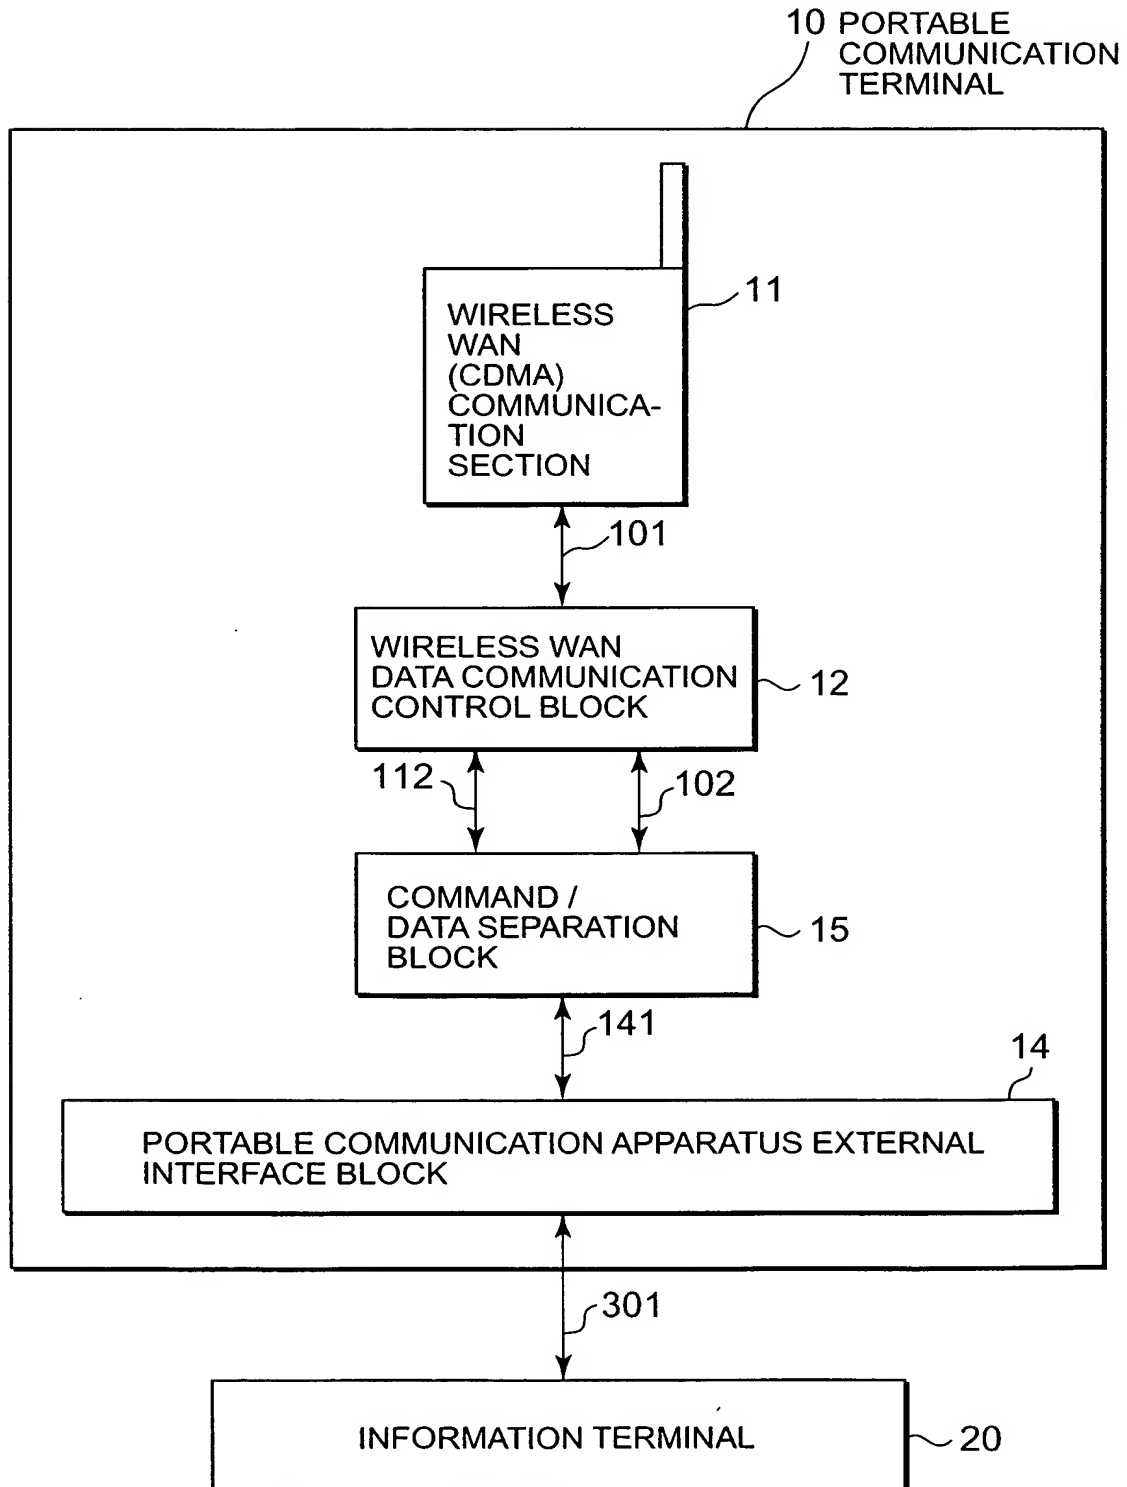 10 PORTABLE
COMMUNICATION
TERMINAL
11
WIRELESS
WAN
(CDMA)
COMMUNICA-
TION
SECTION
101
WIRELESS WAN
DATA COMMUNICATION
CONTROL BLOCK
12
112
102
COMMAND /
DATA SEPARATION
BLOCK
15
141
14
PORTABLE COMMUNICATION APPARATUS EXTERNAL
INTERFACE BLOCK
301
INFORMATION TERMINAL
20